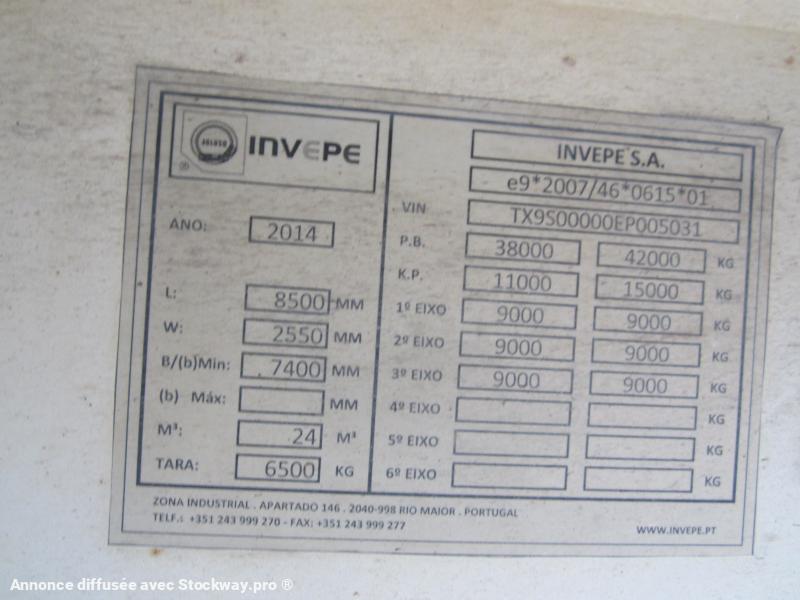 INVEPE
®
ANO: 2014
L: 8500 MM
W: 2550 MM
B/(b)Min: 7400 MM
(b) Máx: MM
M³: 24 M³
TARA: 6500 KG
INVEPE S.A.
e9*2007/46*0615*01
VIN TX9S00000EP005031
P.B. 38000 42000 KG
K.P. 11000 15000 KG
1º EIXO 9000 9000 KG
2º EIXO 9000 9000 KG
3º EIXO 9000 9000 KG
4º EIXO KG
5º EIXO KG
6º EIXO KG
ZONA INDUSTRIAL . APARTADO 146 . 2040-998 RIO MAIOR . PORTUGAL
TELF.: +351 243 999 270 - FAX: +351 243 999 277
WWW.INVEPE.PT
Annonce diffusée avec Stockway.pro ®